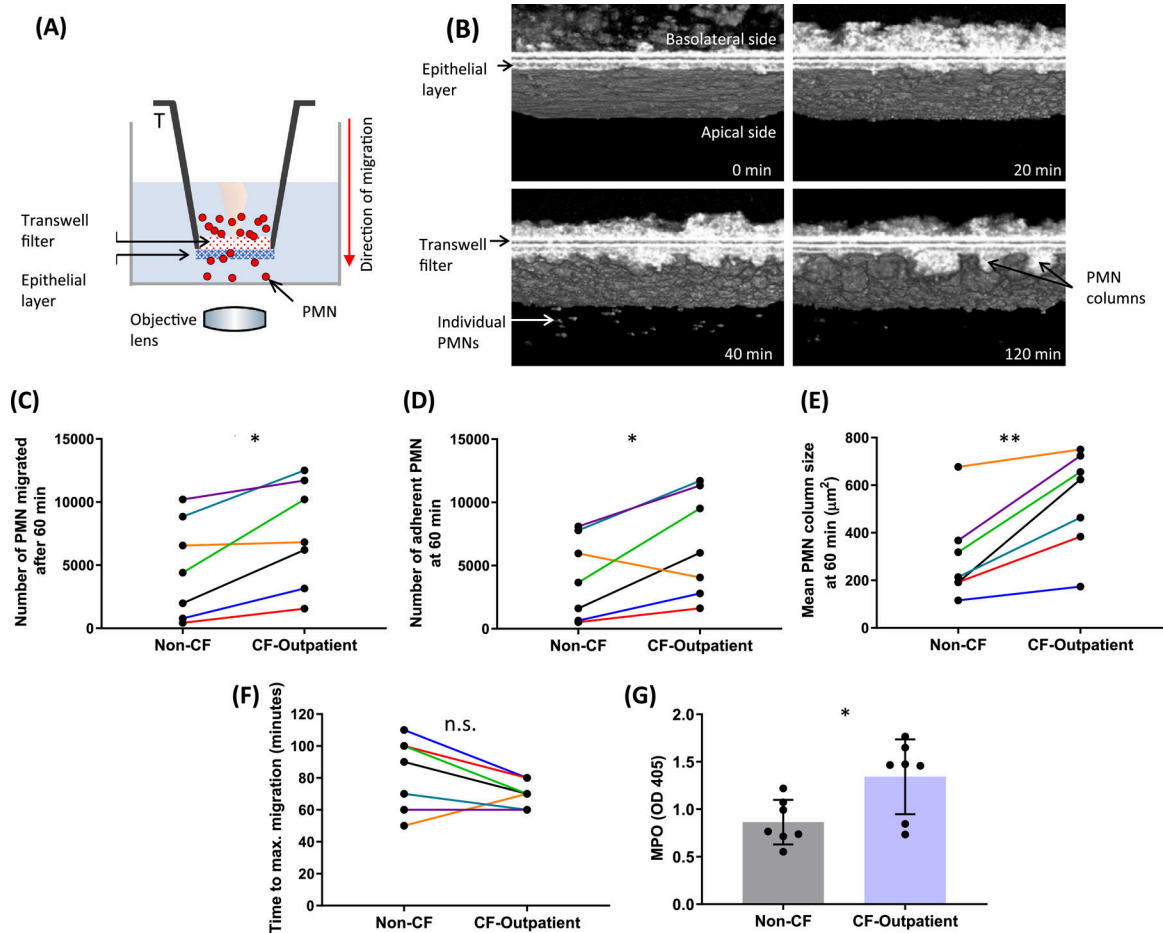 (A)
T
Direction of migration
Transwell
filter
Epithelial
layer
PMN
Objective
lens
(B)
Basolateral side
Epithelial
layer
Apical side
0 min
20 min
Transwell
filter
Individual
PMNs
40 min
PMN
columns
120 min
(C)
*
Number of PMN migrated
after 60 min
15000
10000
5000
0
Non-CF
CF-Outpatient
(D)
*
Number of adherent PMN
at 60 min
15000
10000
5000
0
Non-CF
CF-Outpatient
(E)
**
Mean PMN column size
at 60 min (μm²)
800
600
400
200
0
Non-CF
CF-Outpatient
(F)
n.s.
Time to max. migration (minutes)
120
100
80
60
40
20
0
Non-CF
CF-Outpatient
(G)
*
MPO (OD 405)
2.0
1.5
1.0
0.5
0.0
Non-CF
CF-Outpatient